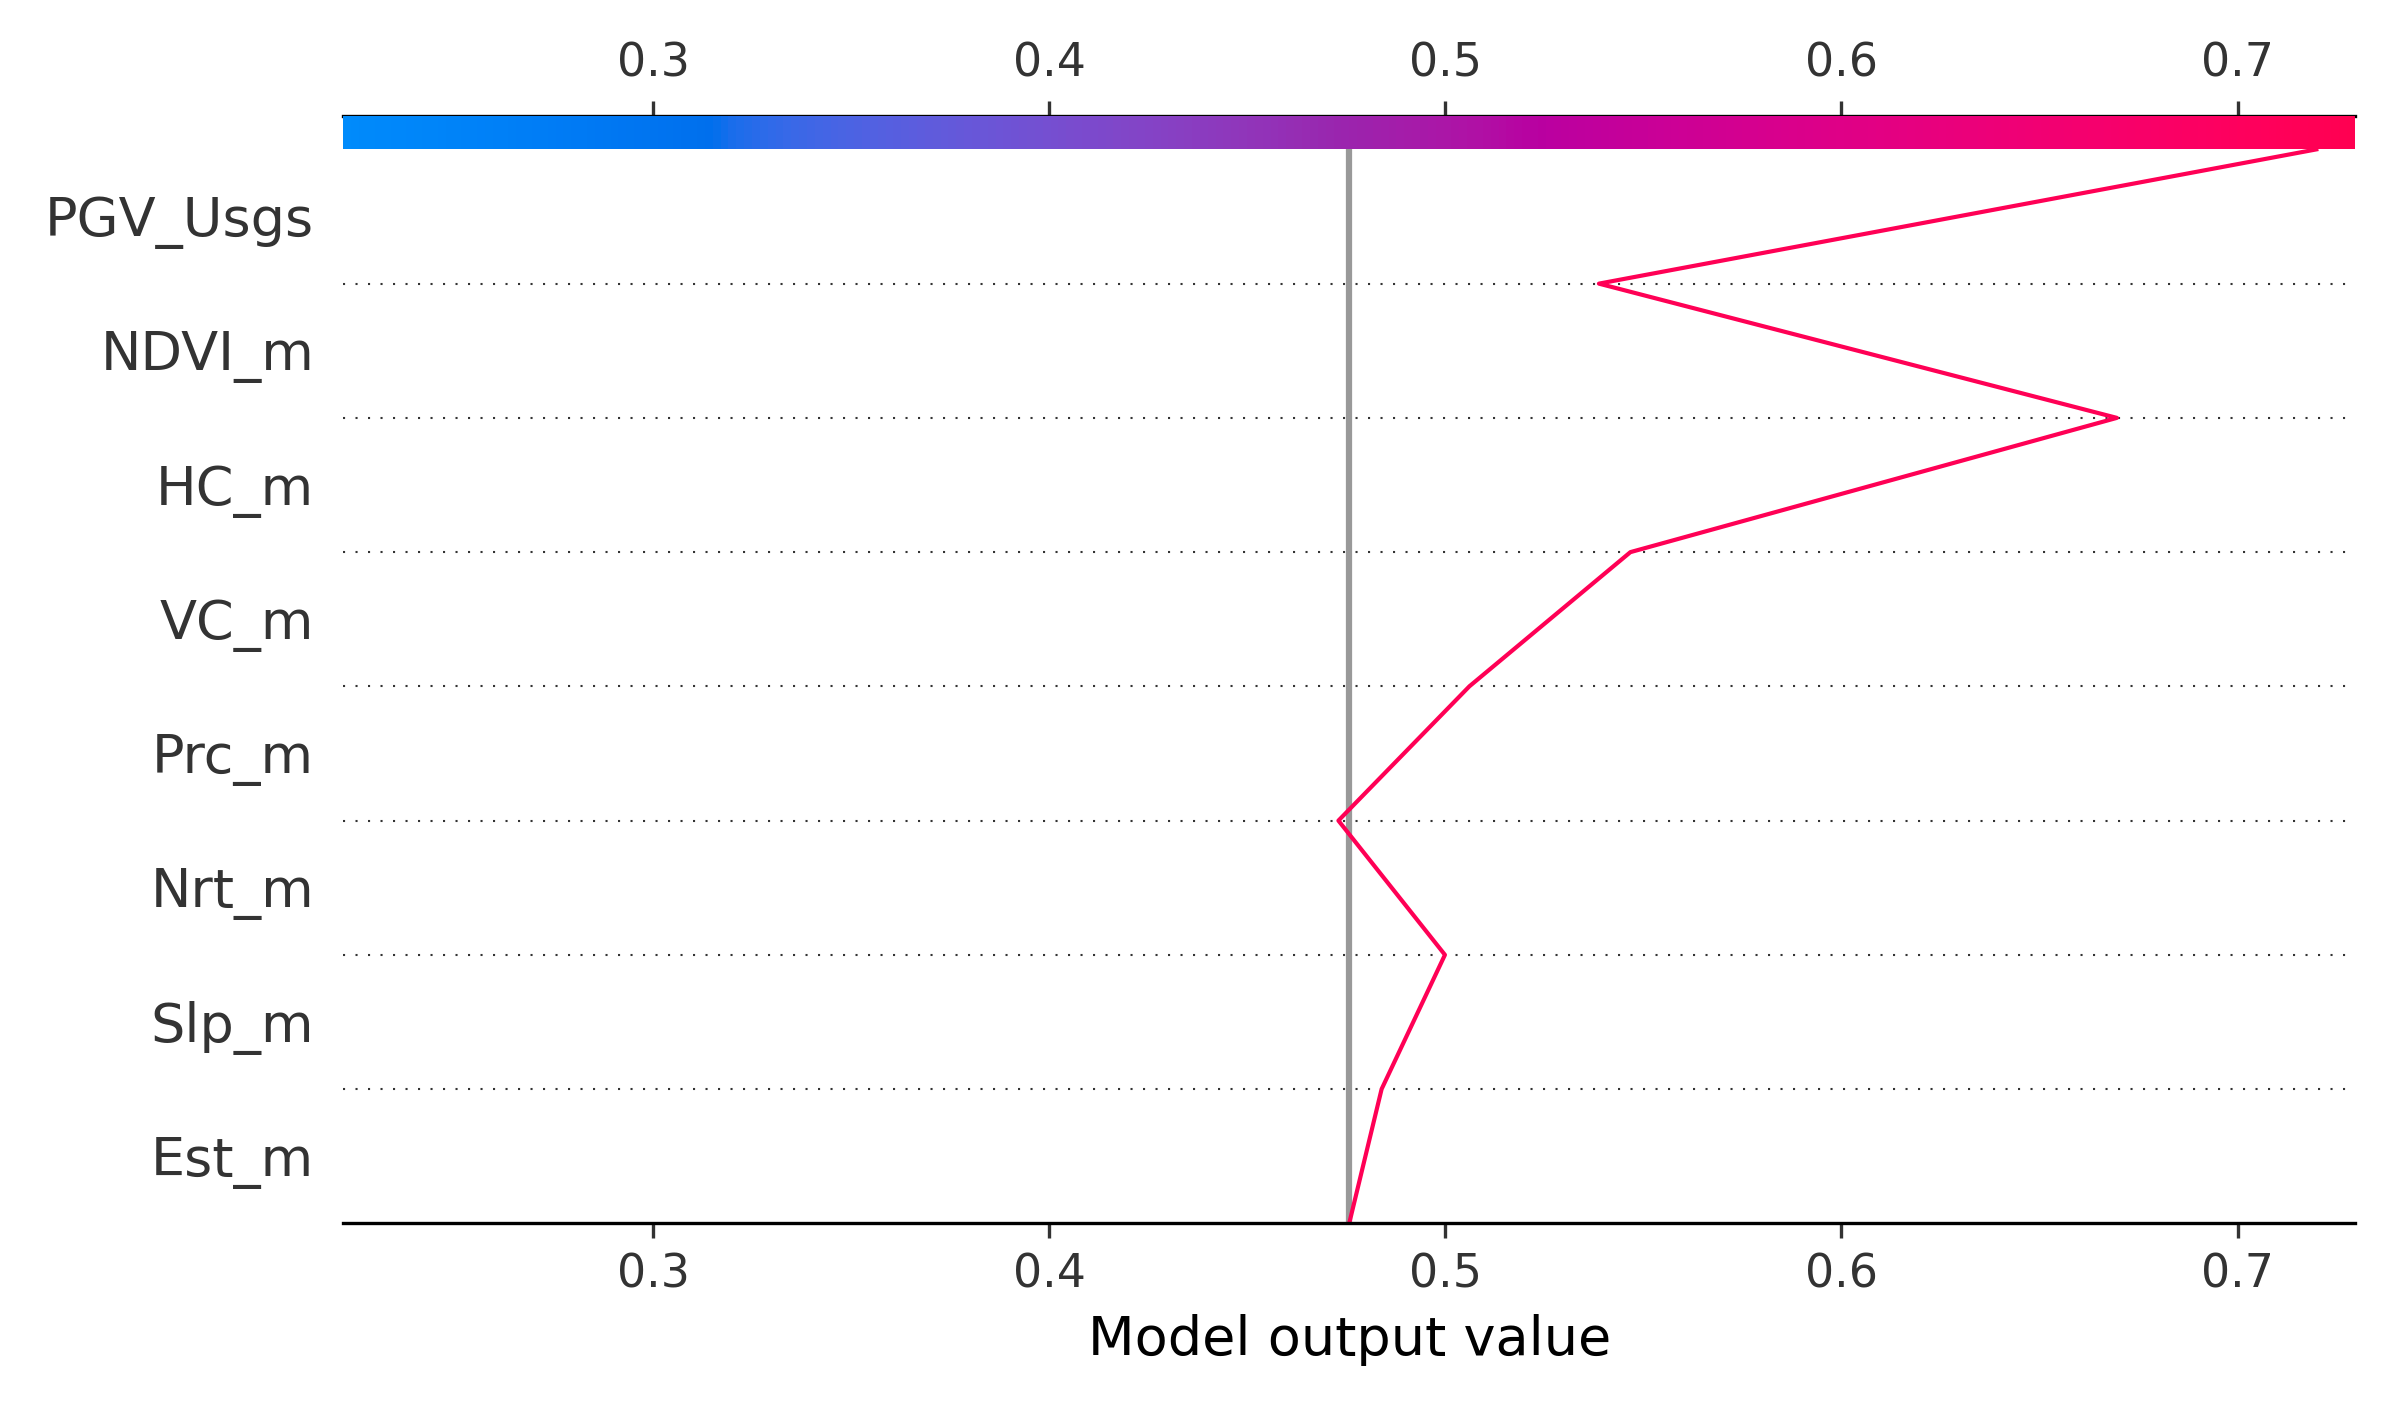 0.3 0.4 0.5 0.6 0.7
PGV_Usgs
NDVI_m
HC_m
VC_m
Prc_m
Nrt_m
Slp_m
Est_m
0.3 0.4 0.5 0.6 0.7
Model output value